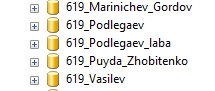 619_Marinichev_Gordov
619_Podlegaev
619_Podlegaev_laba
619_Puyda_Zhobitenko
619_Vasilev